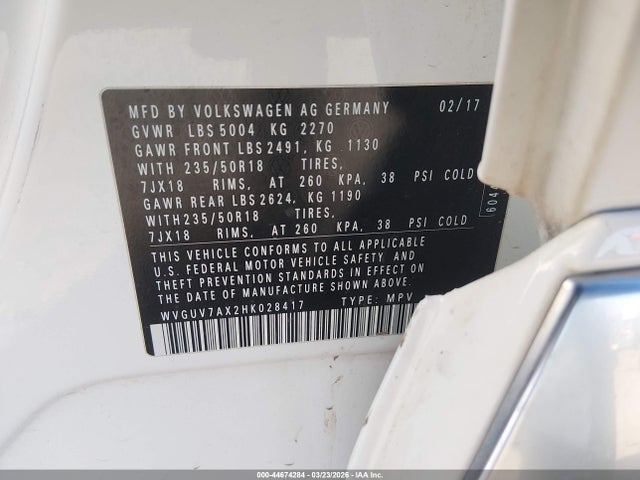 MFD BY VOLKSWAGEN AG GERMANY 02/17
GVWR LBS 5004 KG 2270
GAWR FRONT LBS 2491, KG 1130
WITH 235/50R18 TIRES,
7JX18 RIMS, AT 260 KPA, 38 PSI COLD
GAWR REAR LBS 2624, KG 1190
WITH235/50R18 TIRES,
7JX18 RIMS, AT 260 KPA, 38 PSI COLD
THIS VEHICLE CONFORMS TO ALL APPLICABLE
U.S. FEDERAL MOTOR VEHICLE SAFETY AND
THEFT PREVENTION STANDARDS IN EFFECT ON
THE DATE OF MANUFACTURE SHOWN ABOVE.
WVGUV7AX2HK028417 TYPE: MPV
000-44674284 | 03/23/2026 | © Copyright IAA, LLC